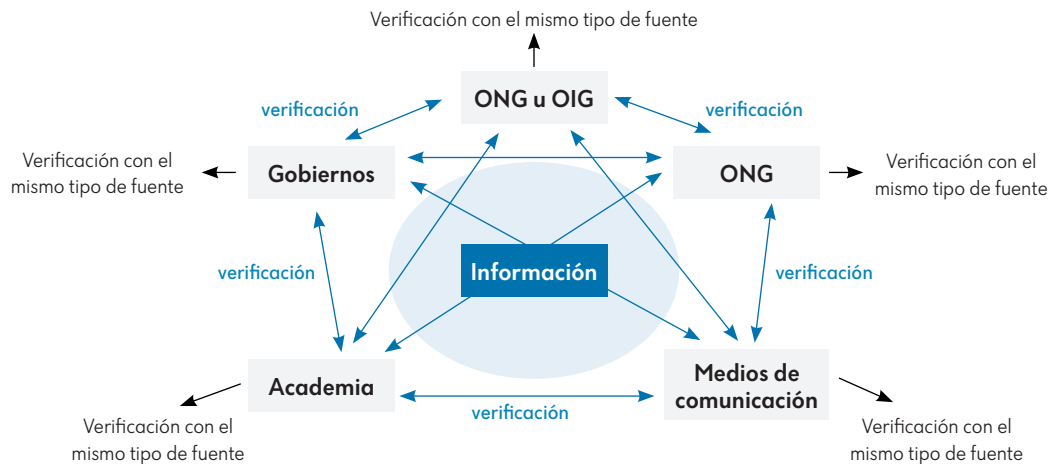 Verificación con el mismo tipo de fuente
ONG u OIG
verificación
verificación
Verificación con el
mismo tipo de fuente
Gobiernos
ONG
Verificación con el
mismo tipo de fuente
verificación
Información
verificación
Academia
Medios de
comunicación
verificación
Verificación con el
mismo tipo de fuente
Verificación con el
mismo tipo de fuente